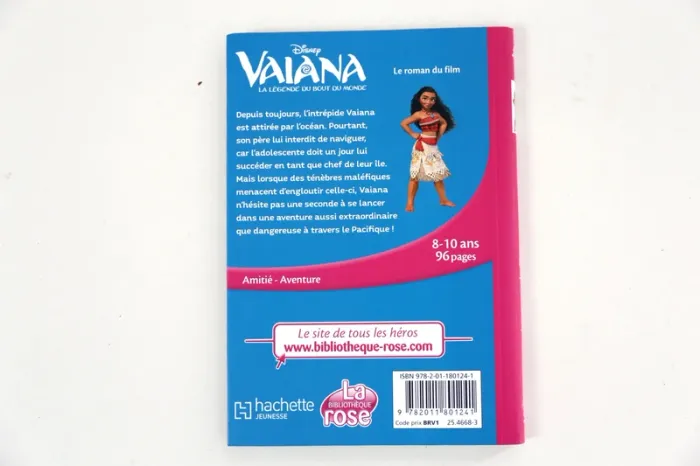 Disney
VAIANA
LA LÉGENDE DU BOUT DU MONDE
Le roman du film
Depuis toujours, l'intrépide Vaiana
est attirée par l'océan. Pourtant,
son père lui interdit de naviguer,
car l'adolescente doit un jour lui
succéder en tant que chef de leur île.
Mais lorsque des ténèbres maléfiques
menacent d'engloutir celle-ci, Vaiana
n'hésite pas une seconde à se lancer
dans une aventure aussi extraordinaire
que dangereuse à travers le Pacifique !
8-10 ans
96 pages
Amitié - Aventure
Le site de tous les héros
www.bibliotheque-rose.com
hachette
JEUNESSE
La
BIBLIOTHÈQUE
rose
ISBN 978-2-01-180124-1
9 782011 801241
Code prix BRV1 25.4668-3